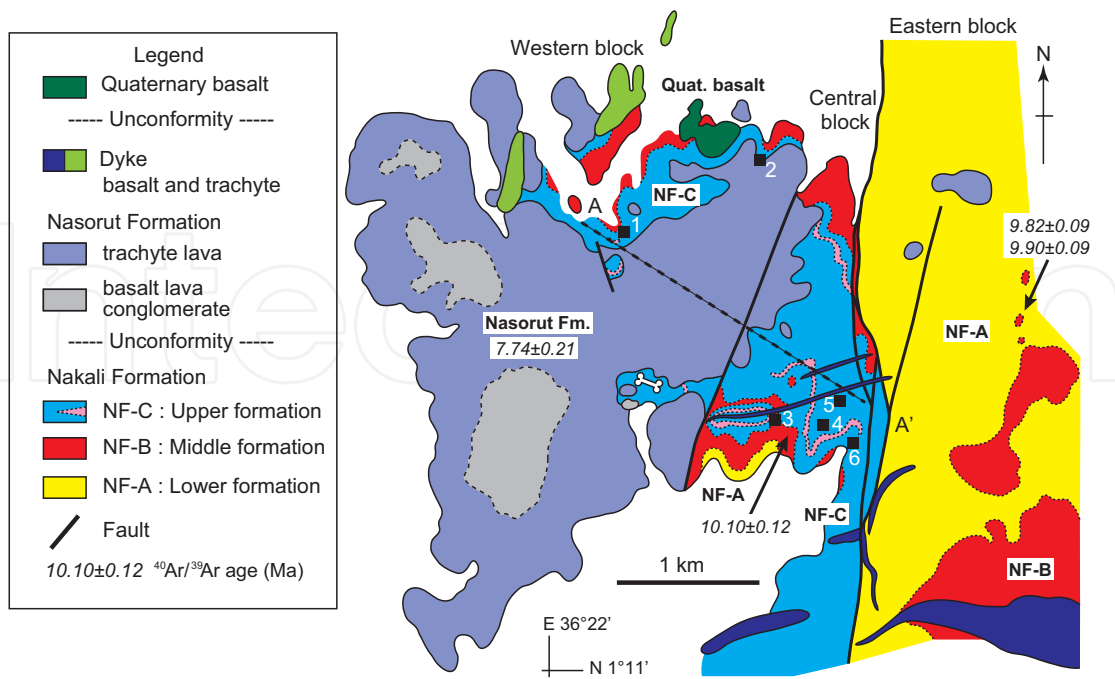 Legend
Quaternary basalt
----- Unconformity -----
Dyke
basalt and trachyte
Nasorut Formation
trachyte lava
basalt lava
conglomerate
----- Unconformity -----
Nakali Formation
NF-C : Upper formation
NF-B : Middle formation
NF-A : Lower formation
Fault
10.10±0.12 ⁴⁰Ar/³⁹Ar age (Ma)
Western block
Eastern block
Quat. basalt
Central
block
N
2
NF-C
A
1
9.82±0.09
9.90±0.09
NF-A
Nasorut Fm.
7.74±0.21
5
3
4
A'
6
NF-A
10.10±0.12
NF-C
NF-B
1 km
E 36°22'
N 1°11'